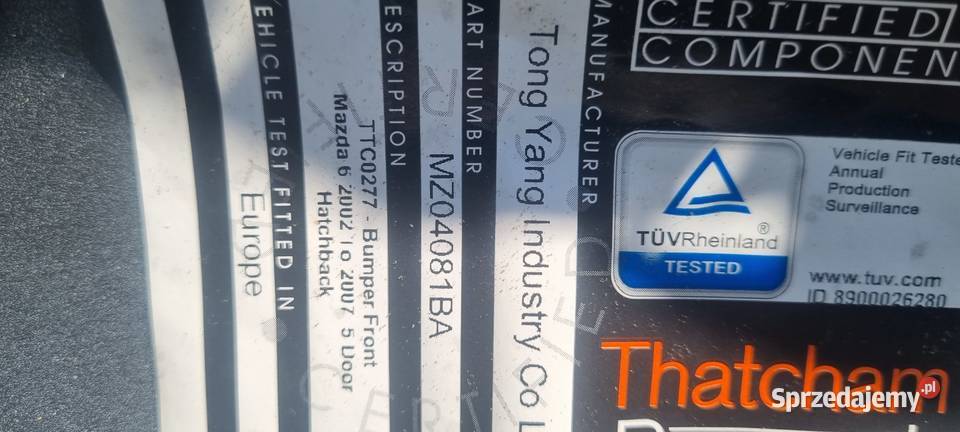 CERTIFIED
COMPONEN
MANUFACTURER
Tong Yang Industry Co L
ART NUMBER
MZ04081BA
ESCRIPTION
TTC0277 - Bumper Front
Mazda 6 2002 To 2007 5 Door
Hatchback
EHICLE TEST FITTED IN
Europe
TÜVRheinland®
TESTED
Vehicle Fit Teste
Annual
Production
Surveillance
www.tuv.com
ID 8900026280
Thatcham
Sprzedajemy.pl